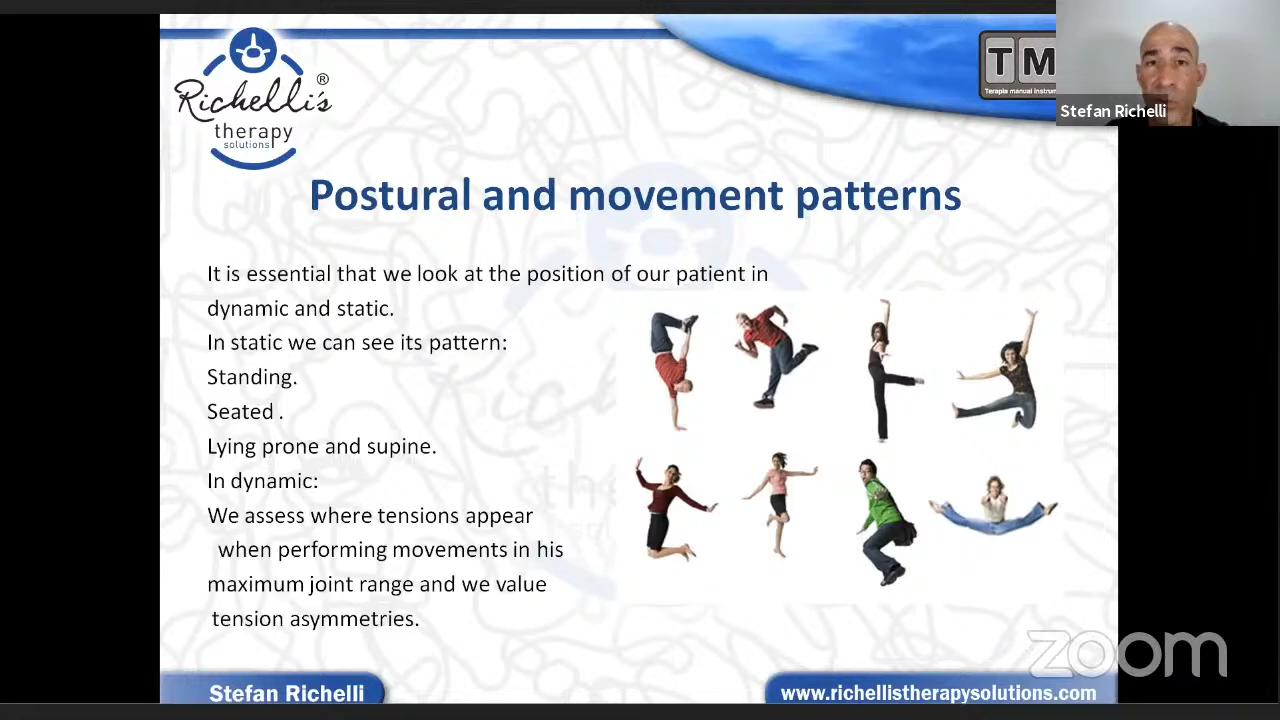 Richelli's ®
therapy
solutions
TM
Terapia manual instrum
Stefan Richelli
Postural and movement patterns
It is essential that we look at the position of our patient in
dynamic and static.
In static we can see its pattern:
Standing.
Seated .
Lying prone and supine.
In dynamic:
We assess where tensions appear
when performing movements in his
maximum joint range and we value
tension asymmetries.
zoom
Stefan Richelli
www.richellistherapysolutions.com